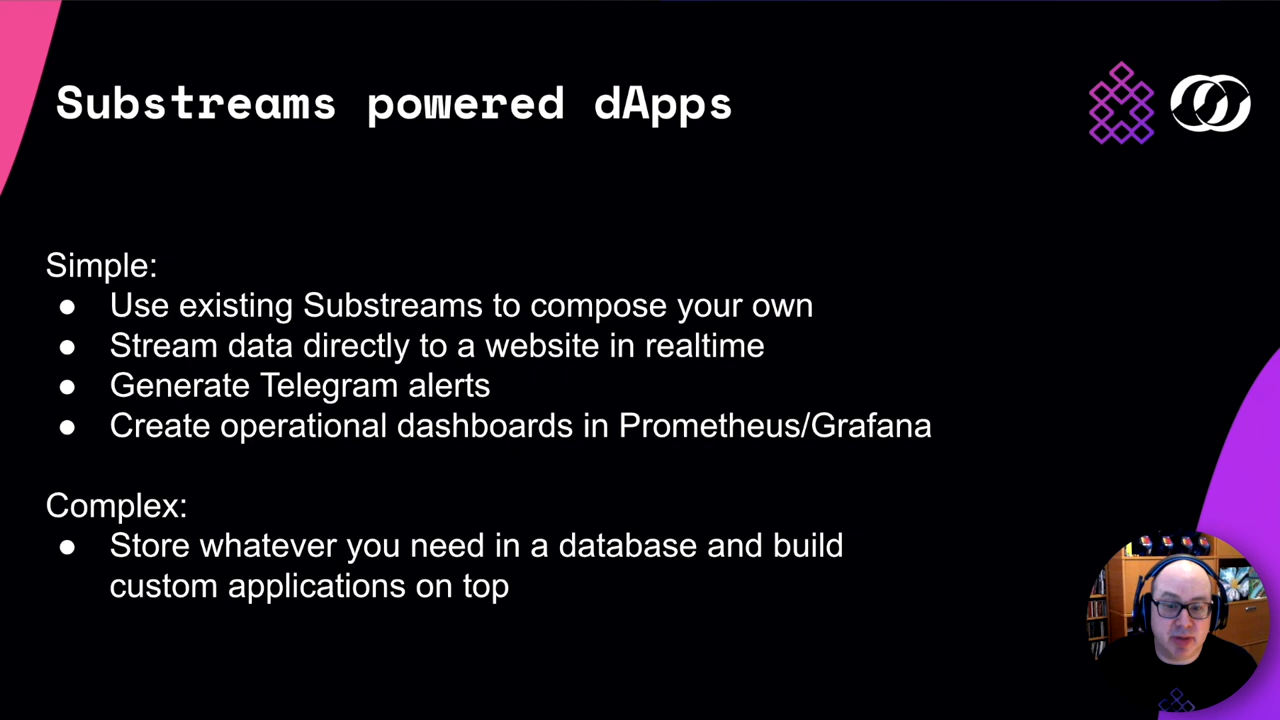 Substreams powered dApps
Simple:
● Use existing Substreams to compose your own
● Stream data directly to a website in realtime
● Generate Telegram alerts
● Create operational dashboards in Prometheus/Grafana
Complex:
● Store whatever you need in a database and build
custom applications on top